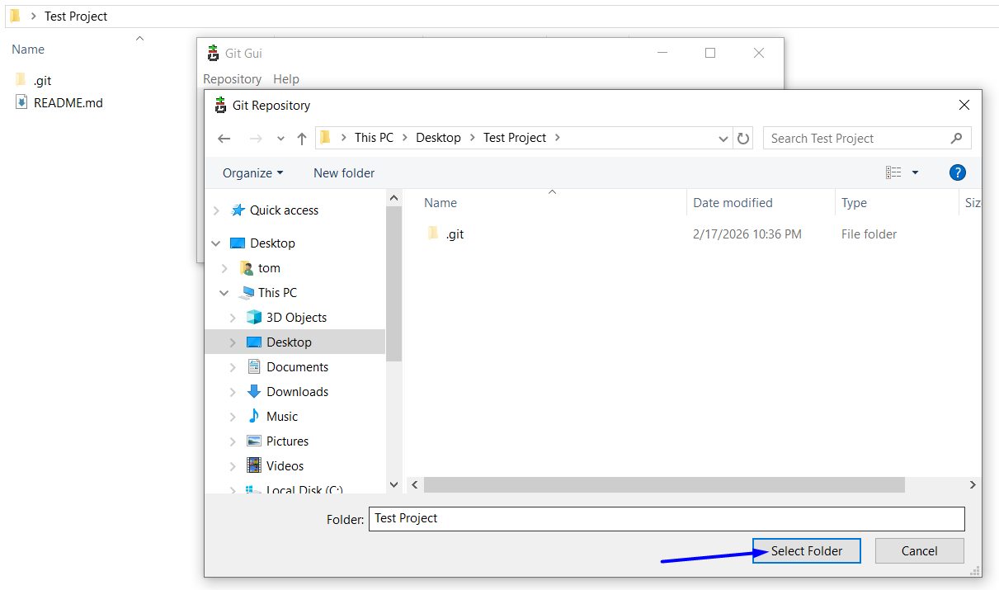 Test Project
Name
.git
README.md
Git Gui
Repository Help
Git Repository
This PC Desktop Test Project
Search Test Project
Organize New folder
?
Name Date modified Type Siz
.git 2/17/2026 10:36 PM File folder
Quick access
Desktop
tom
This PC
3D Objects
Desktop
Documents
Downloads
Music
Pictures
Videos
Local Disk (C:)
Folder: Test Project
Select Folder Cancel